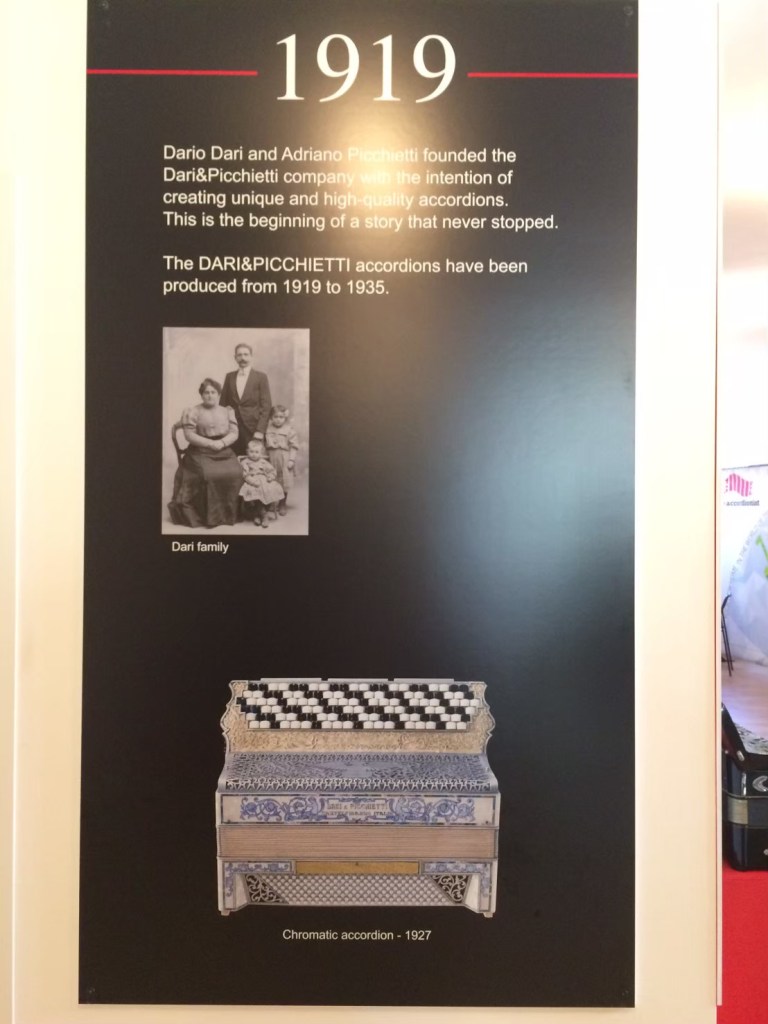 1919
Dario Dari and Adriano Picchietti founded the
Dari&Picchietti company with the intention of
creating unique and high-quality accordions.
This is the beginning of a story that never stopped.
The DARI&PICCHIETTI accordions have been
produced from 1919 to 1935.
Dari family
DARI & PICCHIETTI
Chromatic accordion - 1927